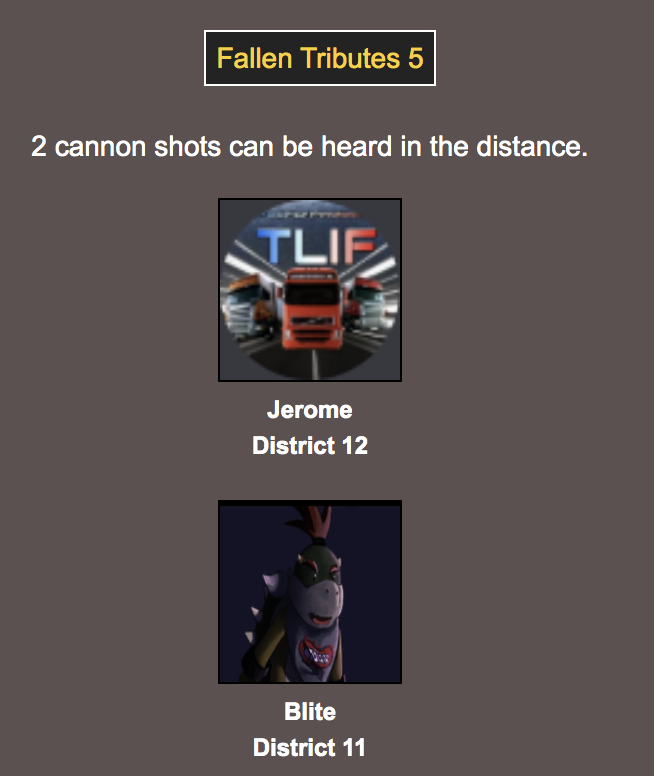 Fallen Tributes 5
2 cannon shots can be heard in the distance.
TLIF
Jerome
District 12
Blite
District 11